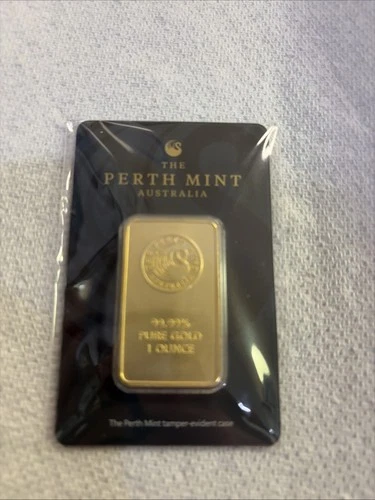 THE
PERTH MINT
AUSTRALIA
99.99%
PURE GOLD
1 OUNCE
The Perth Mint tamper-evident case